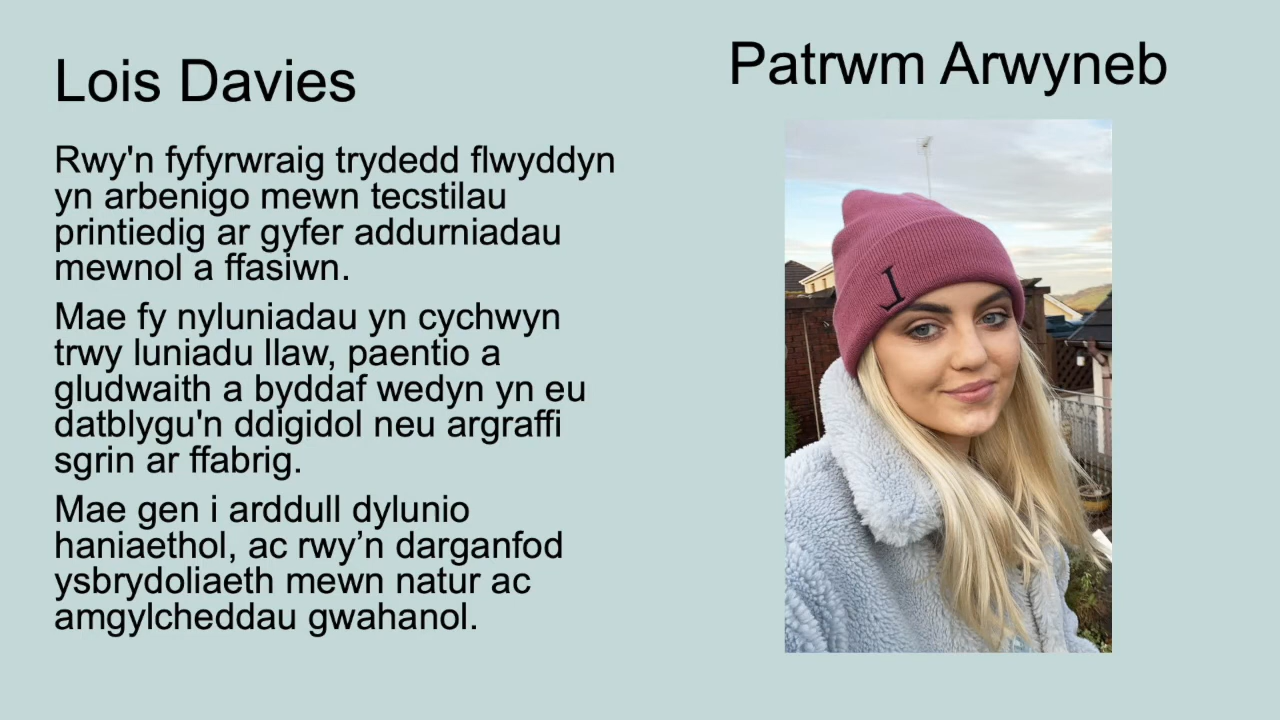 Lois Davies
Rwy'n fyfyrwraig trydedd flwyddyn
yn arbenigo mewn tecstilau
printiedig ar gyfer addurniadau
mewnol a ffasiwn.
Mae fy nyluniadau yn cychwyn
trwy luniadu llaw, paentio a
gludwaith a byddaf wedyn yn eu
datblygu'n ddigidol neu argraffi
sgrin ar ffabrig.
Mae gen i arddull dylunio
haniaethol, ac rwy’n darganfod
ysbrydoliaeth mewn natur ac
amgylcheddau gwahanol.
Patrwm Arwyneb